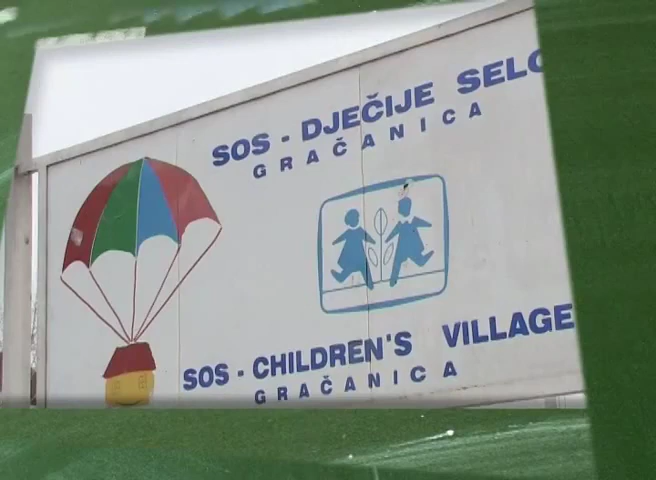 SOS - DJEČIJE SELO
GRAČANICA
SOS - CHILDREN'S VILLAGE
GRAČANICA